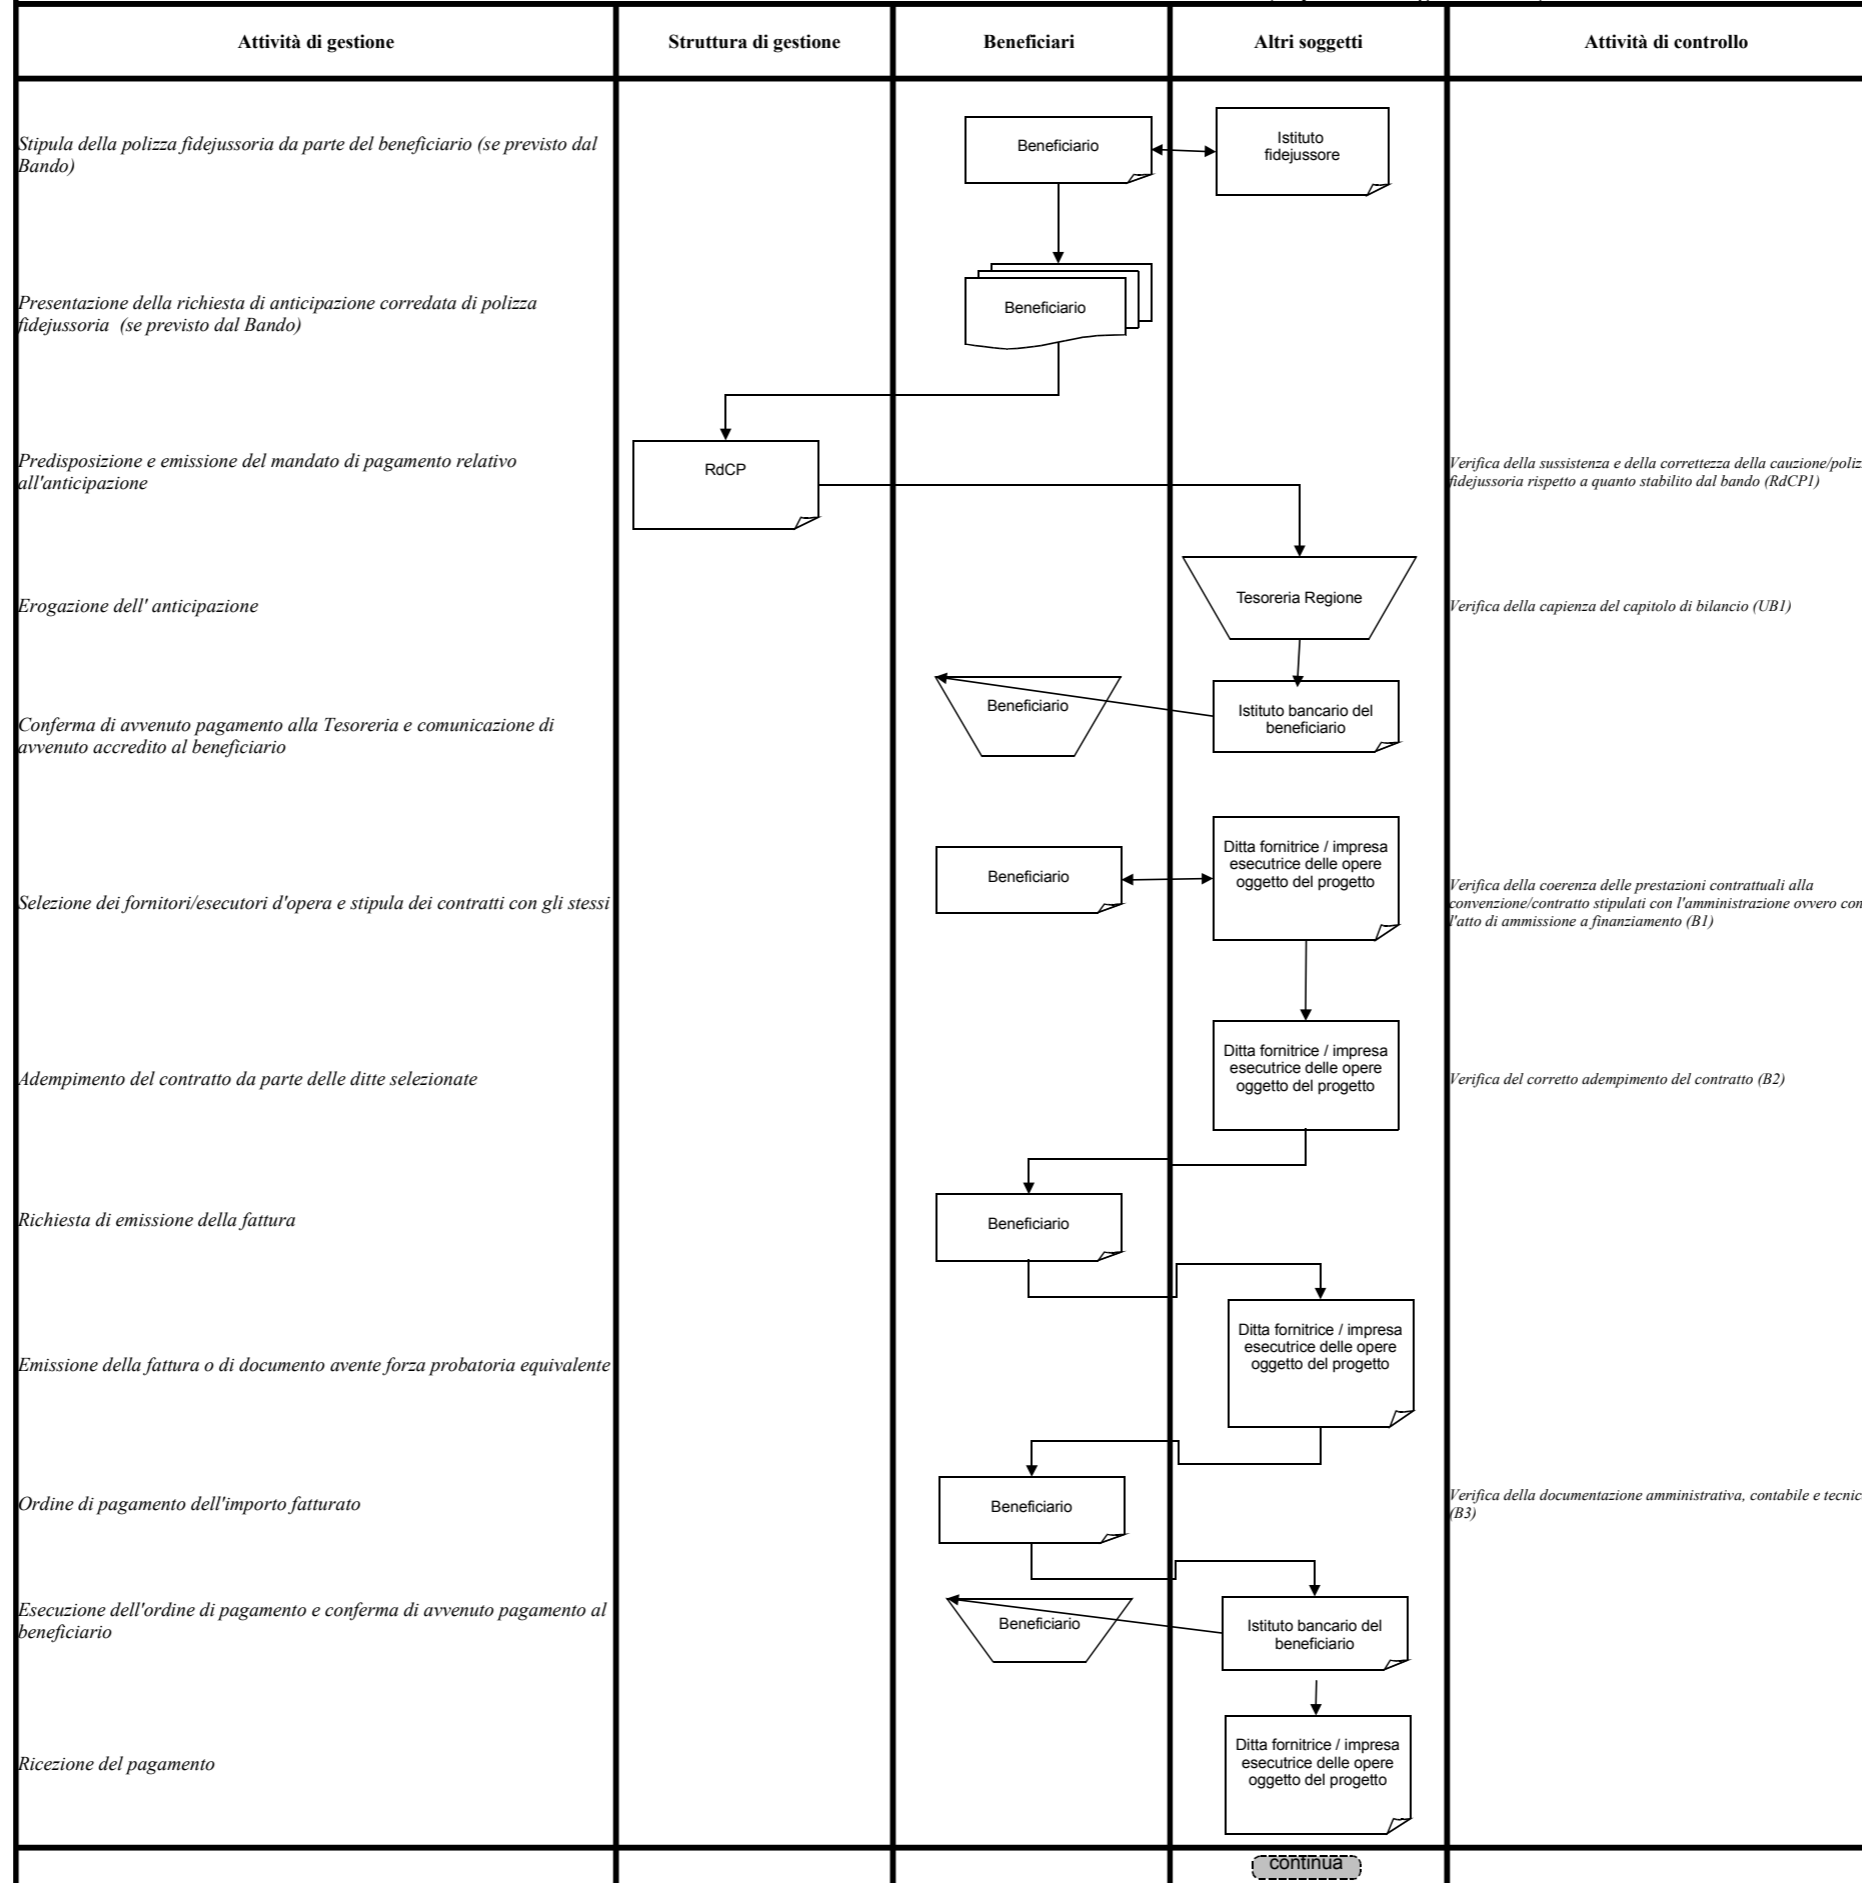 Attività di gestione
Struttura di gestione
Beneficiari
Altri soggetti
Attività di controllo
Stipula della polizza fidejussoria da parte del beneficiario (se previsto dal
Bando)
Beneficiario
Istituto
fidejussore
Presentazione della richiesta di anticipazione corredata di polizza
fidejussoria (se previsto dal Bando)
Beneficiario
Predisposizione e emissione del mandato di pagamento relativo
all'anticipazione
RdCP
Verifica della sussistenza e della correttezza della cauzione/poliz
fidejussoria rispetto a quanto stabilito dal bando (RdCP1)
Erogazione dell' anticipazione
Tesoreria Regione
Verifica della capienza del capitolo di bilancio (UB1)
Conferma di avvenuto pagamento alla Tesoreria e comunicazione di
avvenuto accredito al beneficiario
Beneficiario
Istituto bancario del
beneficiario
Selezione dei fornitori/esecutori d'opera e stipula dei contratti con gli stessi
Beneficiario
Ditta fornitrice / impresa
esecutrice delle opere
oggetto del progetto
Verifica della coerenza delle prestazioni contrattuali alla
convenzione/contratto stipulati con l'amministrazione ovvero con
l'atto di ammissione a finanziamento (B1)
Adempimento del contratto da parte delle ditte selezionate
Ditta fornitrice / impresa
esecutrice delle opere
oggetto del progetto
Verifica del corretto adempimento del contratto (B2)
Richiesta di emissione della fattura
Beneficiario
Emissione della fattura o di documento avente forza probatoria equivalente
Ditta fornitrice / impresa
esecutrice delle opere
oggetto del progetto
Ordine di pagamento dell'importo fatturato
Beneficiario
Verifica della documentazione amministrativa, contabile e tecnic
(B3)
Esecuzione dell'ordine di pagamento e conferma di avvenuto pagamento al
beneficiario
Beneficiario
Istituto bancario del
beneficiario
Ricezione del pagamento
Ditta fornitrice / impresa
esecutrice delle opere
oggetto del progetto
continua